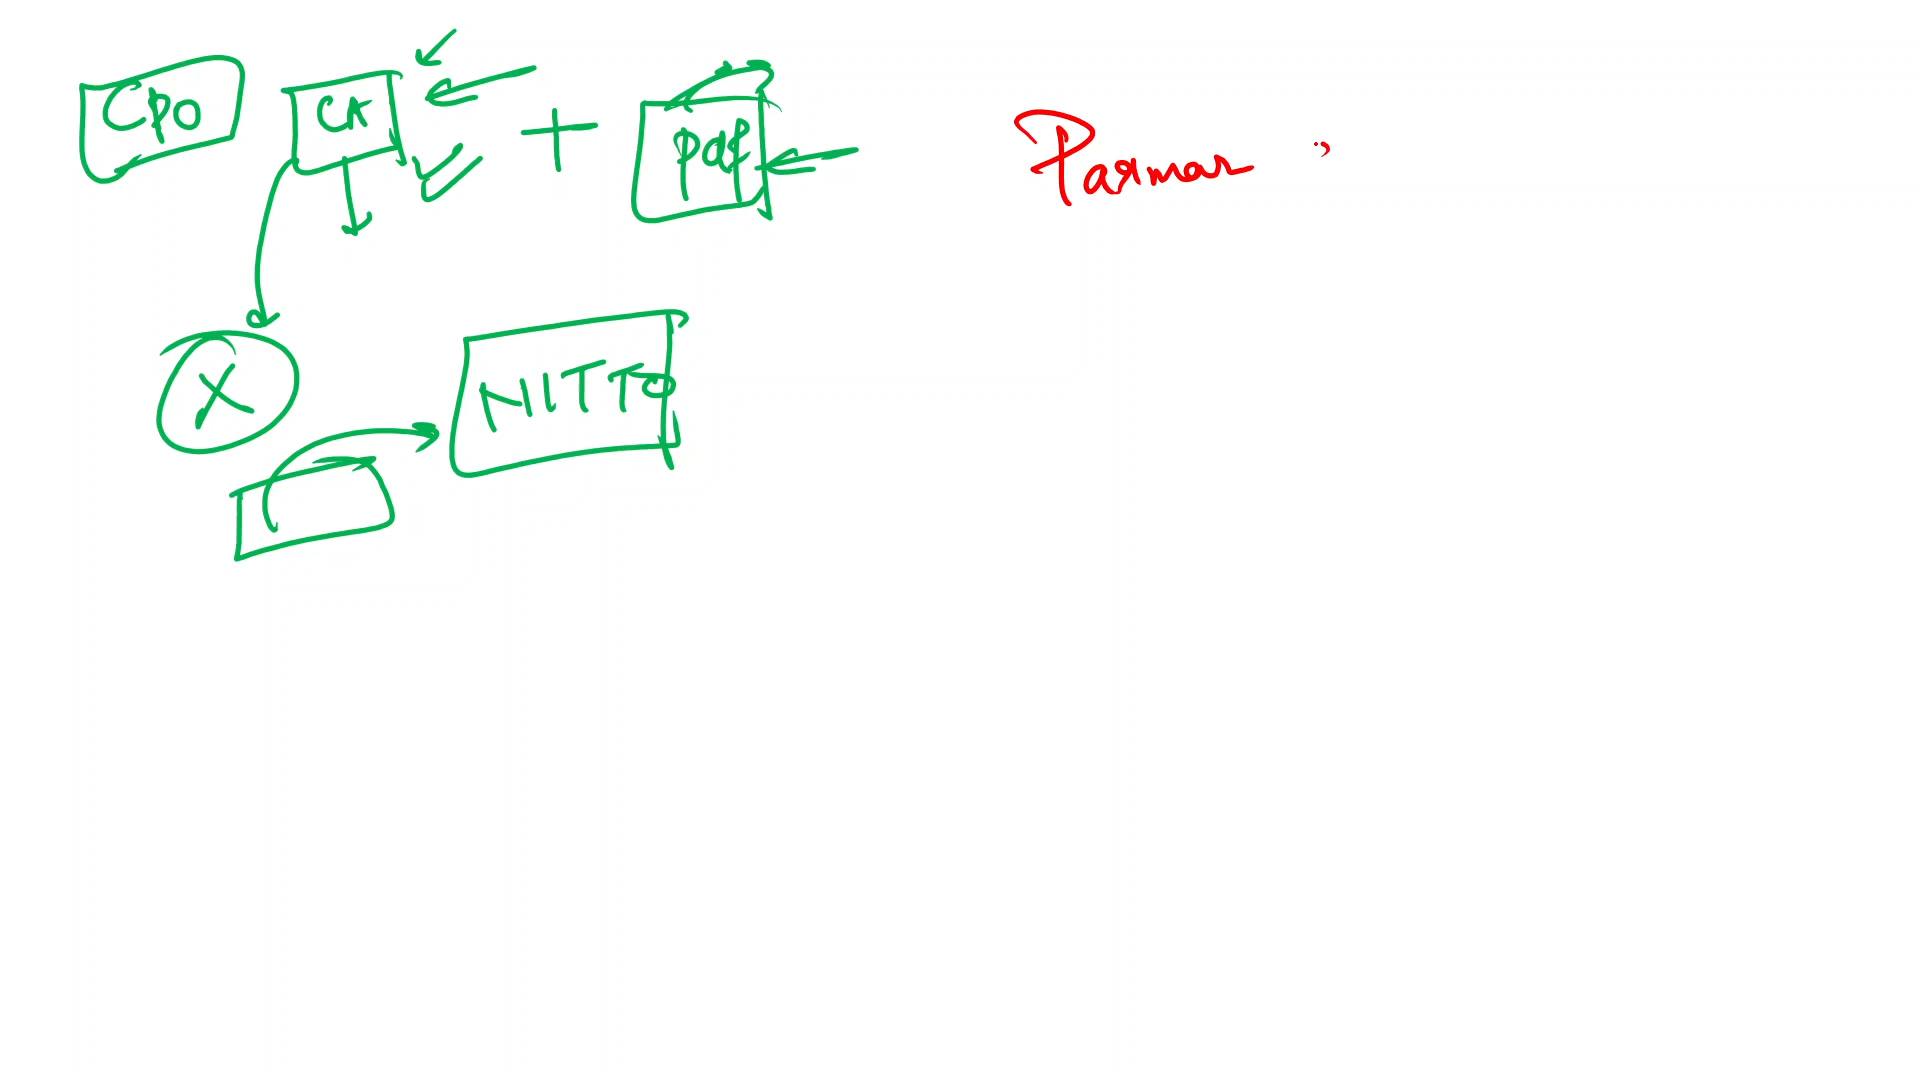 CPO CA + Pdf Parmar
X NITTO